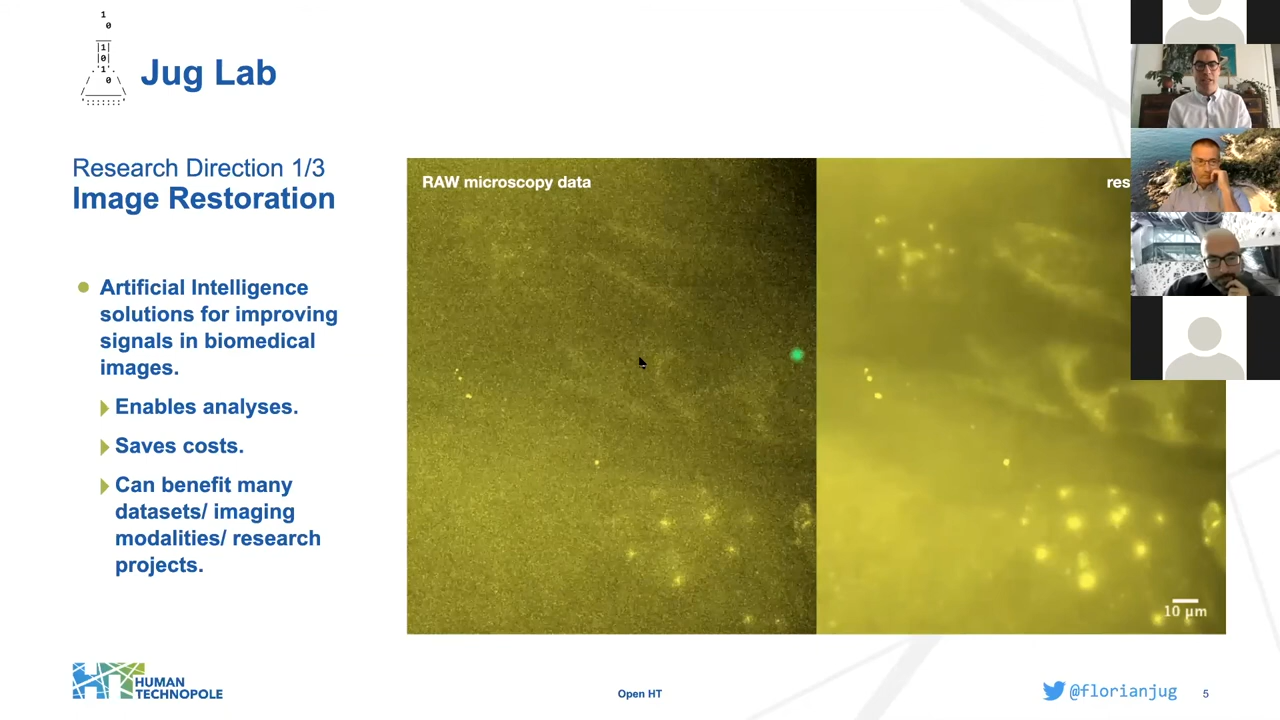 Jug Lab
Research Direction 1/3
Image Restoration
Artificial Intelligence
solutions for improving
signals in biomedical
images.
Enables analyses.
Saves costs.
Can benefit many
datasets/ imaging
modalities/ research
projects.
RAW microscopy data
res
10 µm
HT HUMAN
TECHNOPOLE
Open HT
@florianjug
5